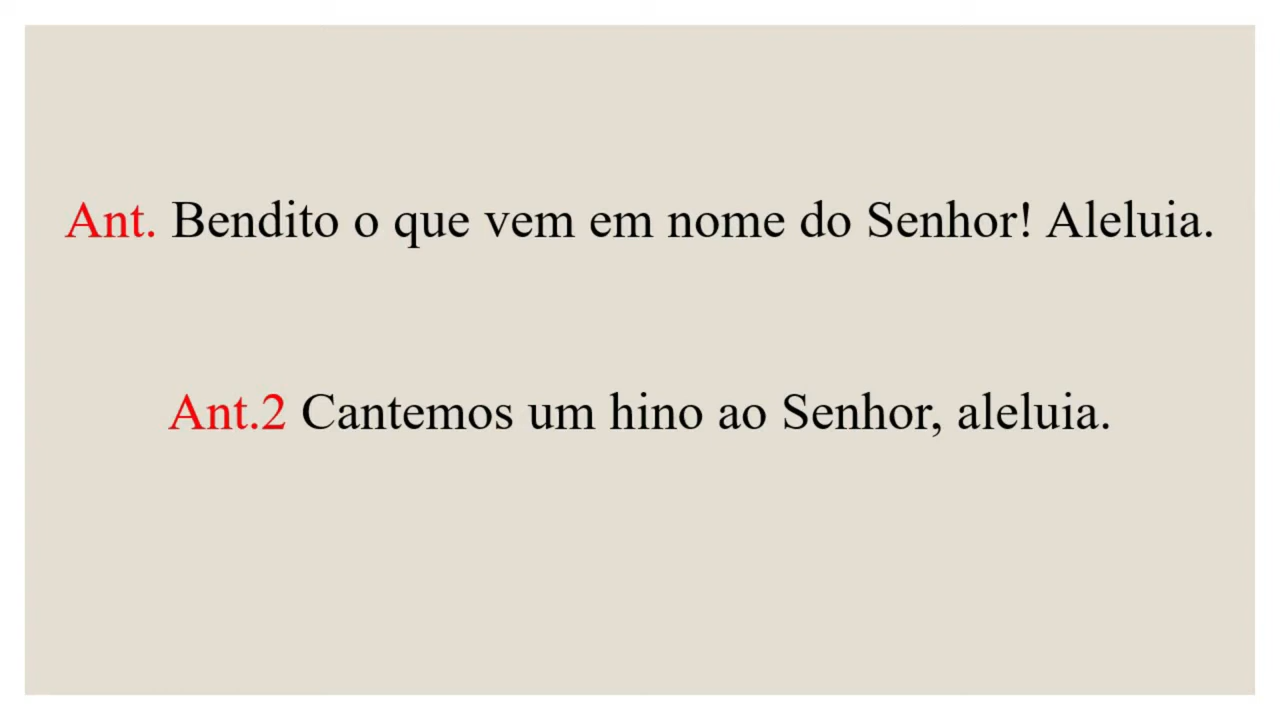 Ant. Bendito o que vem em nome do Senhor! Aleluia.
Ant.2 Cantemos um hino ao Senhor, aleluia.